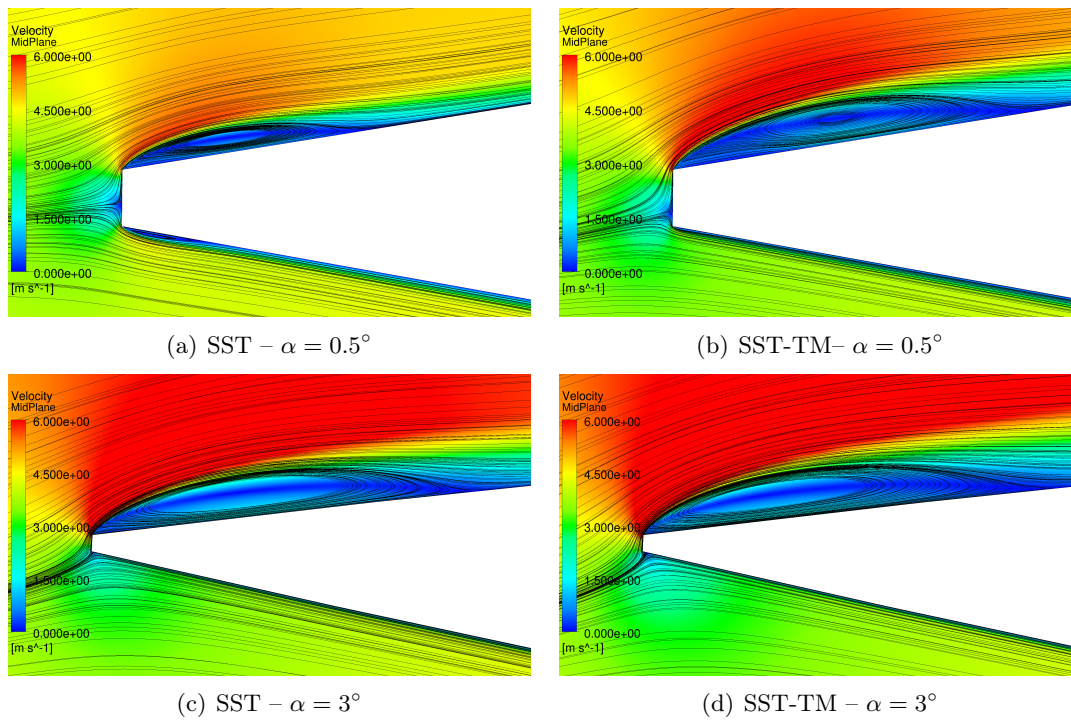 Velocity
MidPlane
6.000e+00
4.500e+00
3.000e+00
1.500e+00
0.000e+00
[m s^-1]
Velocity
MidPlane
6.000e+00
4.500e+00
3.000e+00
1.500e+00
0.000e+00
[m s^-1]
(a) SST – α = 0.5°
(b) SST-TM– α = 0.5°
Velocity
MidPlane
6.000e+00
4.500e+00
3.000e+00
1.500e+00
0.000e+00
[m s^-1]
Velocity
MidPlane
6.000e+00
4.500e+00
3.000e+00
1.500e+00
0.000e+00
[m s^-1]
(c) SST – α = 3°
(d) SST-TM – α = 3°